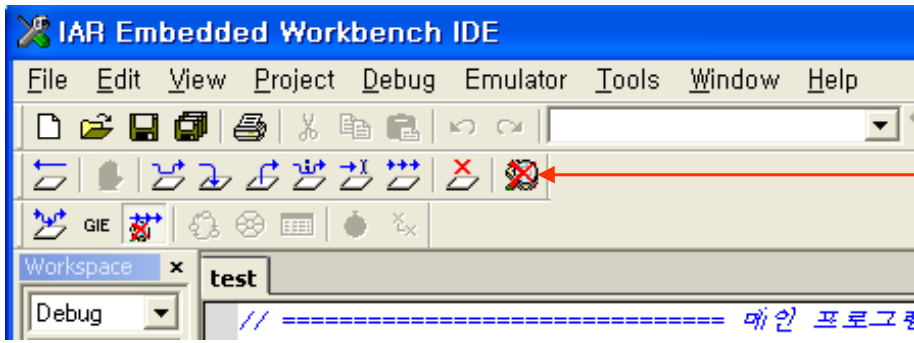 IAR Embedded Workbench IDE
File Edit View Project Debug Emulator Tools Window Help
GIE
Workspace
test
Debug
// =============================== 메인 프로그